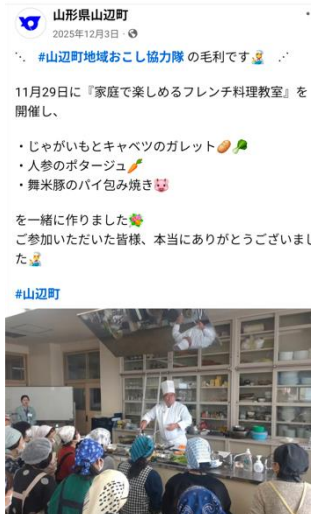 山形県山辺町
2025年12月3日·
#山辺町地域おこし協力隊 の毛利です
11月29日に『家庭で楽しめるフレンチ料理教室』を
開催し、
・じゃがいもとキャベツのガレット🥔🥬
・人参のポタージュ🥕
・舞米豚のパイ包み焼き🐷
を一緒に作りました
ご参加いただいた皆様、本当にありがとうございまし
た
#山辺町